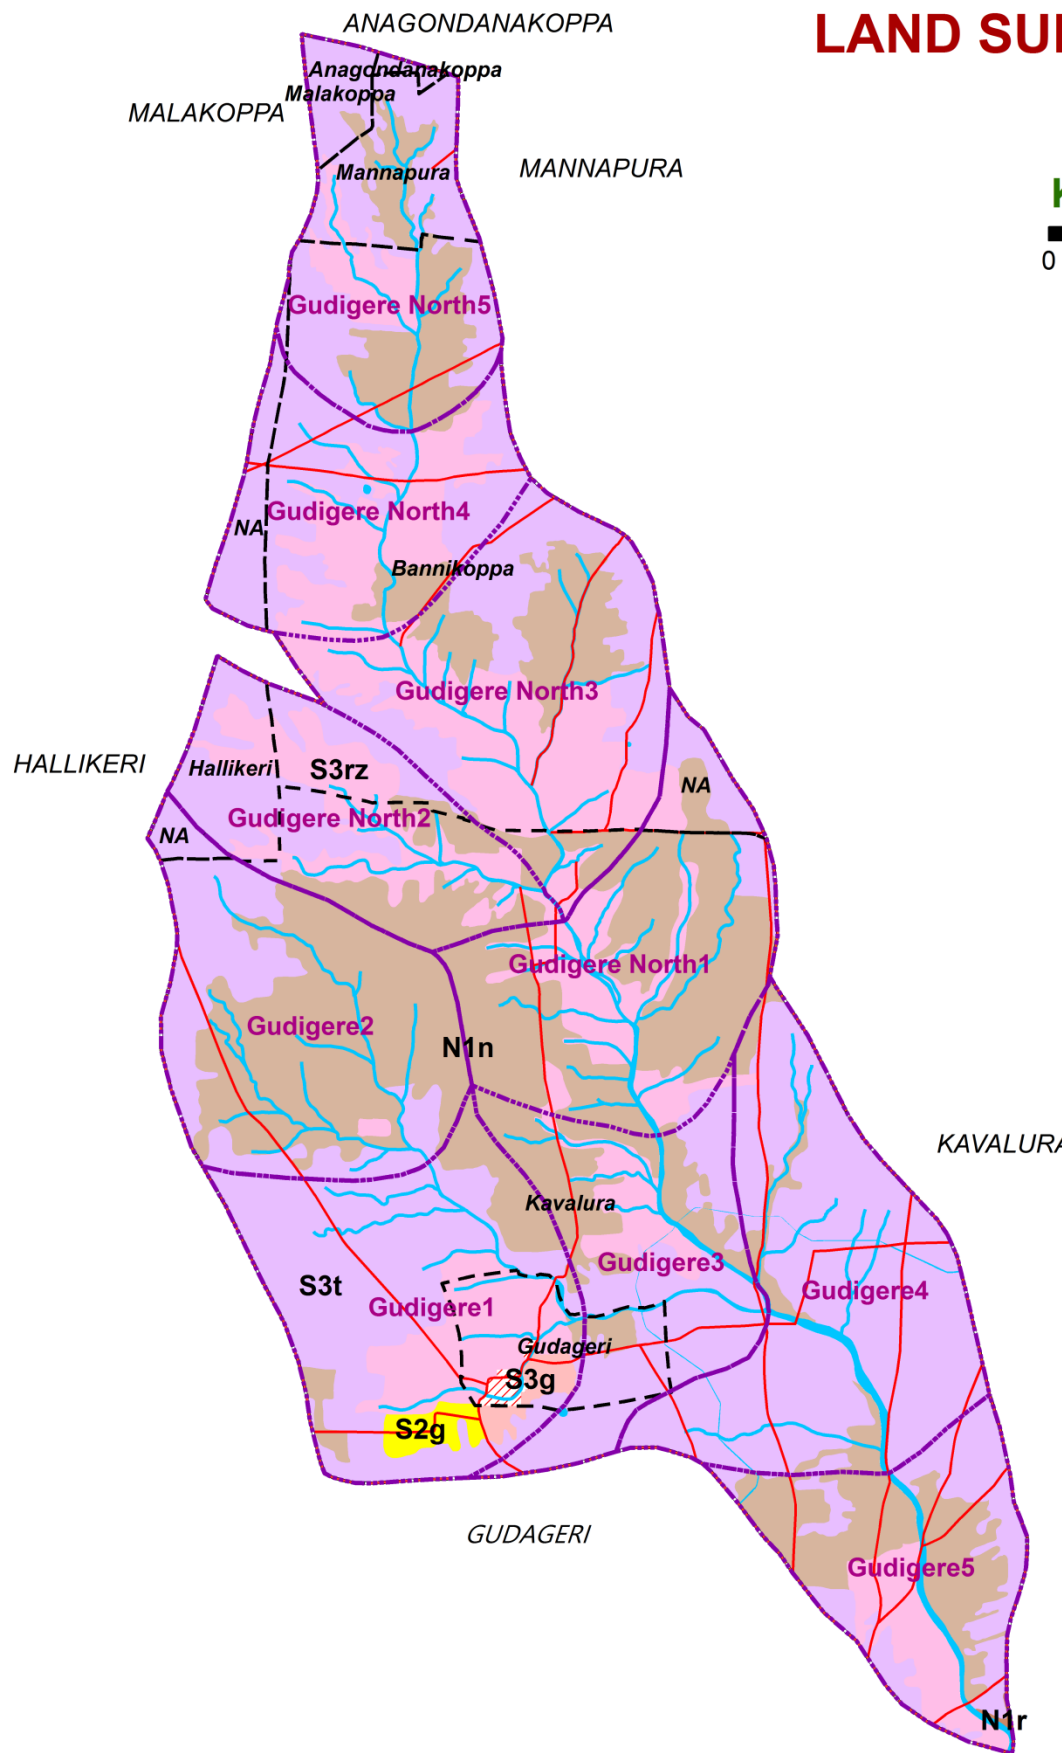 ANAGONDANAKOPPA
LAND SUI
Anagondanakoppa
Malakoppa
MALAKOPPA
MANNAPURA
Mannapura
0
Gudigere North5
Gudigere North4
NA
Bannikoppa
Gudigere North3
HALLIKERI
Hallikeri
S3rz
NA
Gudigere North2
NA
Gudigere North1
Gudigere2
N1n
KAVALURA
Kavalura
Gudigere3
S3t
Gudigere4
Gudigere1
Gudageri
S3g
S2g
GUDAGERI
Gudigere5
N1r